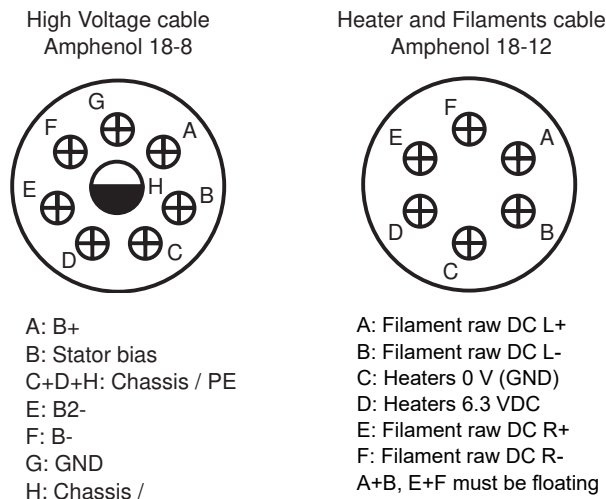 High Voltage cable
Amphenol 18-8
G
F
A
E
H
B
D
C
A: B+
B: Stator bias
C+D+H: Chassis / PE
E: B2-
F: B-
G: GND
H: Chassis /
Heater and Filaments cable
Amphenol 18-12
F
E
A
D
B
C
A: Filament raw DC L+
B: Filament raw DC L-
C: Heaters 0 V (GND)
D: Heaters 6.3 VDC
E: Filament raw DC R+
F: Filament raw DC R-
A+B, E+F must be floating